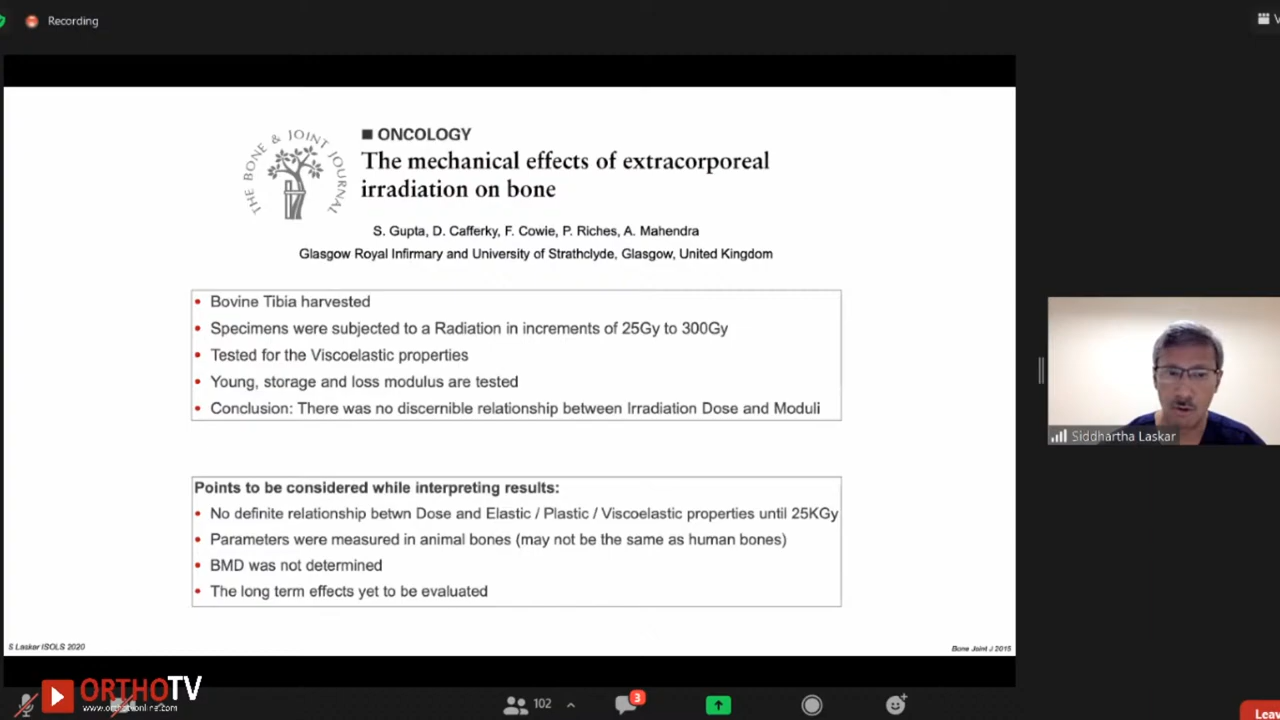 Recording
V
THE BONE & JOINT JOURNAL
ONCOLOGY
The mechanical effects of extracorporeal
irradiation on bone
S. Gupta, D. Cafferky, F. Cowie, P. Riches, A. Mahendra
Glasgow Royal Infirmary and University of Strathclyde, Glasgow, United Kingdom
• Bovine Tibia harvested
• Specimens were subjected to a Radiation in increments of 25Gy to 300Gy
• Tested for the Viscoelastic properties
• Young, storage and loss modulus are tested
• Conclusion: There was no discernible relationship between Irradiation Dose and Moduli
Points to be considered while interpreting results:
• No definite relationship betwn Dose and Elastic / Plastic / Viscoelastic properties until 25KGy
• Parameters were measured in animal bones (may not be the same as human bones)
• BMD was not determined
• The long term effects yet to be evaluated
Siddhartha Laskar
S Laskar ISOLS 2020
Bone Joint J 2015
ORTHOTV
www.orthotvonline.com
102
3
Leav